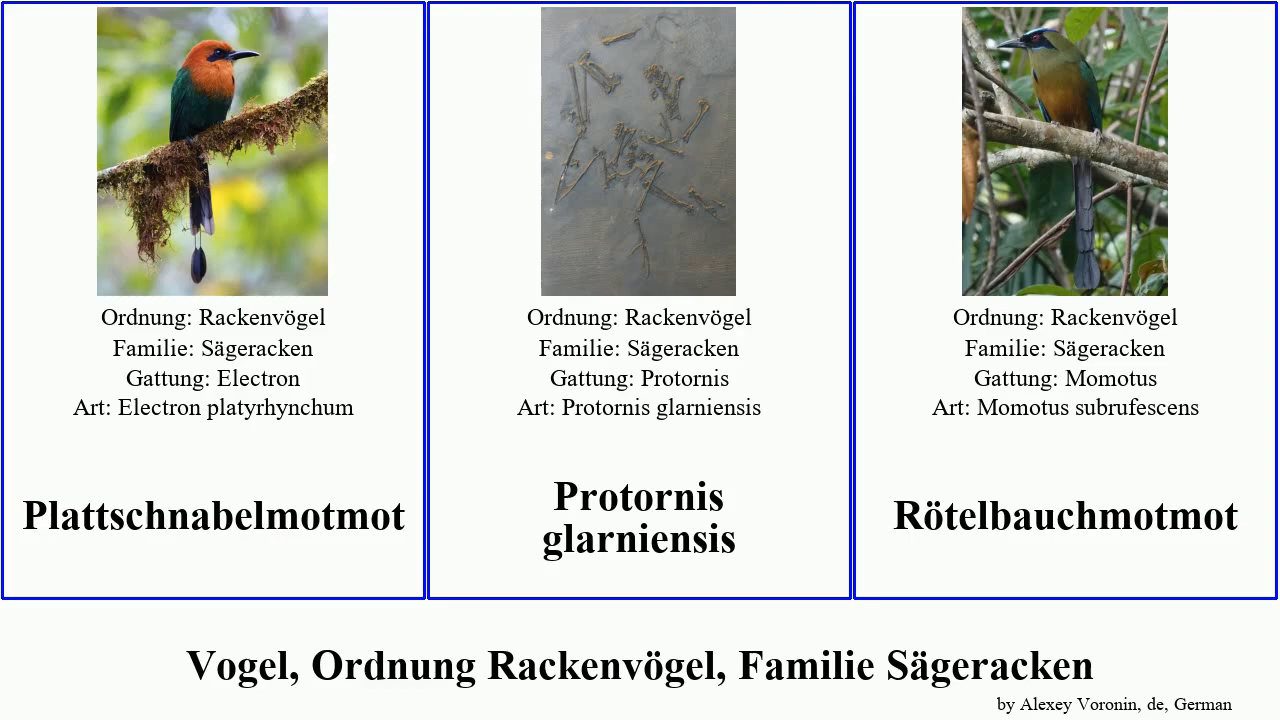 Ordnung: Rackenvögel
Familie: Sägeracken
Gattung: Electron
Art: Electron platyrhynchum
Plattschnabelmotmot
Ordnung: Rackenvögel
Familie: Sägeracken
Gattung: Protornis
Art: Protornis glarniensis
Protornis
glarniensis
Ordnung: Rackenvögel
Familie: Sägeracken
Gattung: Momotus
Art: Momotus subrufescens
Rötelbauchmotmot
Vogel, Ordnung Rackenvögel, Familie Sägeracken
by Alexey Voronin, de, German